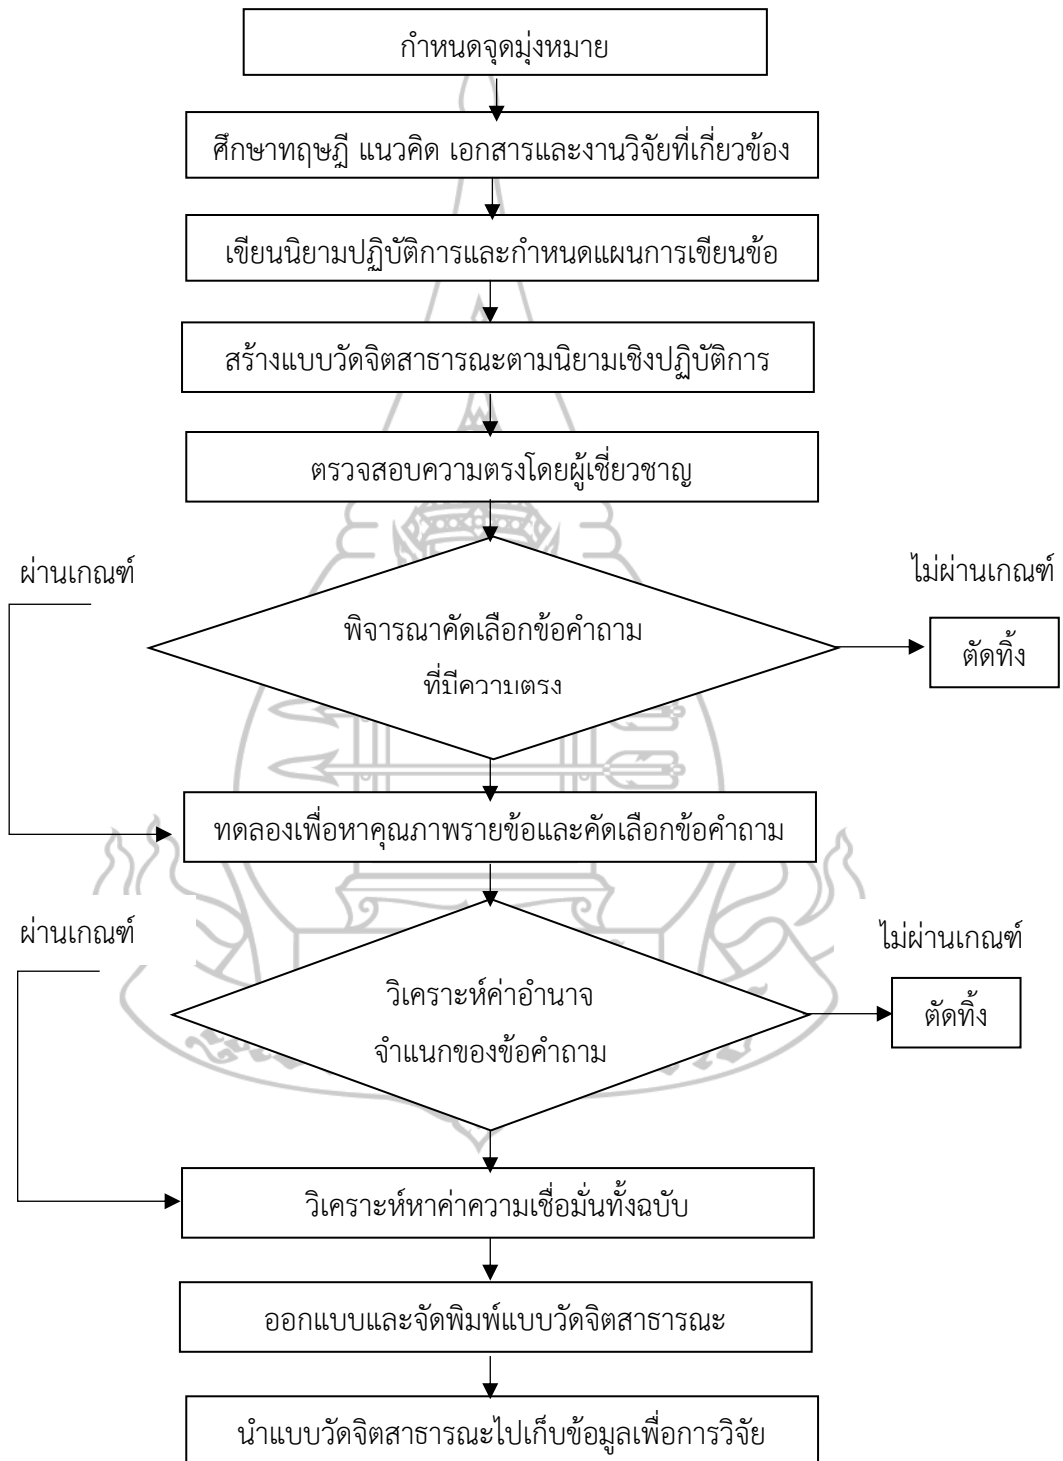 กำหนดจุดมุ่งหมาย
ศึกษาทฤษฎี แนวคิด เอกสารและงานวิจัยที่เกี่ยวข้อง
เขียนนิยามปฏิบัติการและกำหนดแผนการเขียนข้อ
สร้างแบบวัดจิตสาธารณะตามนิยามเชิงปฏิบัติการ
ตรวจสอบความตรงโดยผู้เชี่ยวชาญ
ผ่านเกณฑ์
ไม่ผ่านเกณฑ์
พิจารณาคัดเลือกข้อคำถาม
ที่มีความตรง
ตัดทิ้ง
ทดลองเพื่อหาคุณภาพรายข้อและคัดเลือกข้อคำถาม
ผ่านเกณฑ์
ไม่ผ่านเกณฑ์
วิเคราะห์ค่าอำนาจ
จำแนกของข้อคำถาม
ตัดทิ้ง
วิเคราะห์หาค่าความเชื่อมั่นทั้งฉบับ
ออกแบบและจัดพิมพ์แบบวัดจิตสาธารณะ
นำแบบวัดจิตสาธารณะไปเก็บข้อมูลเพื่อการวิจัย